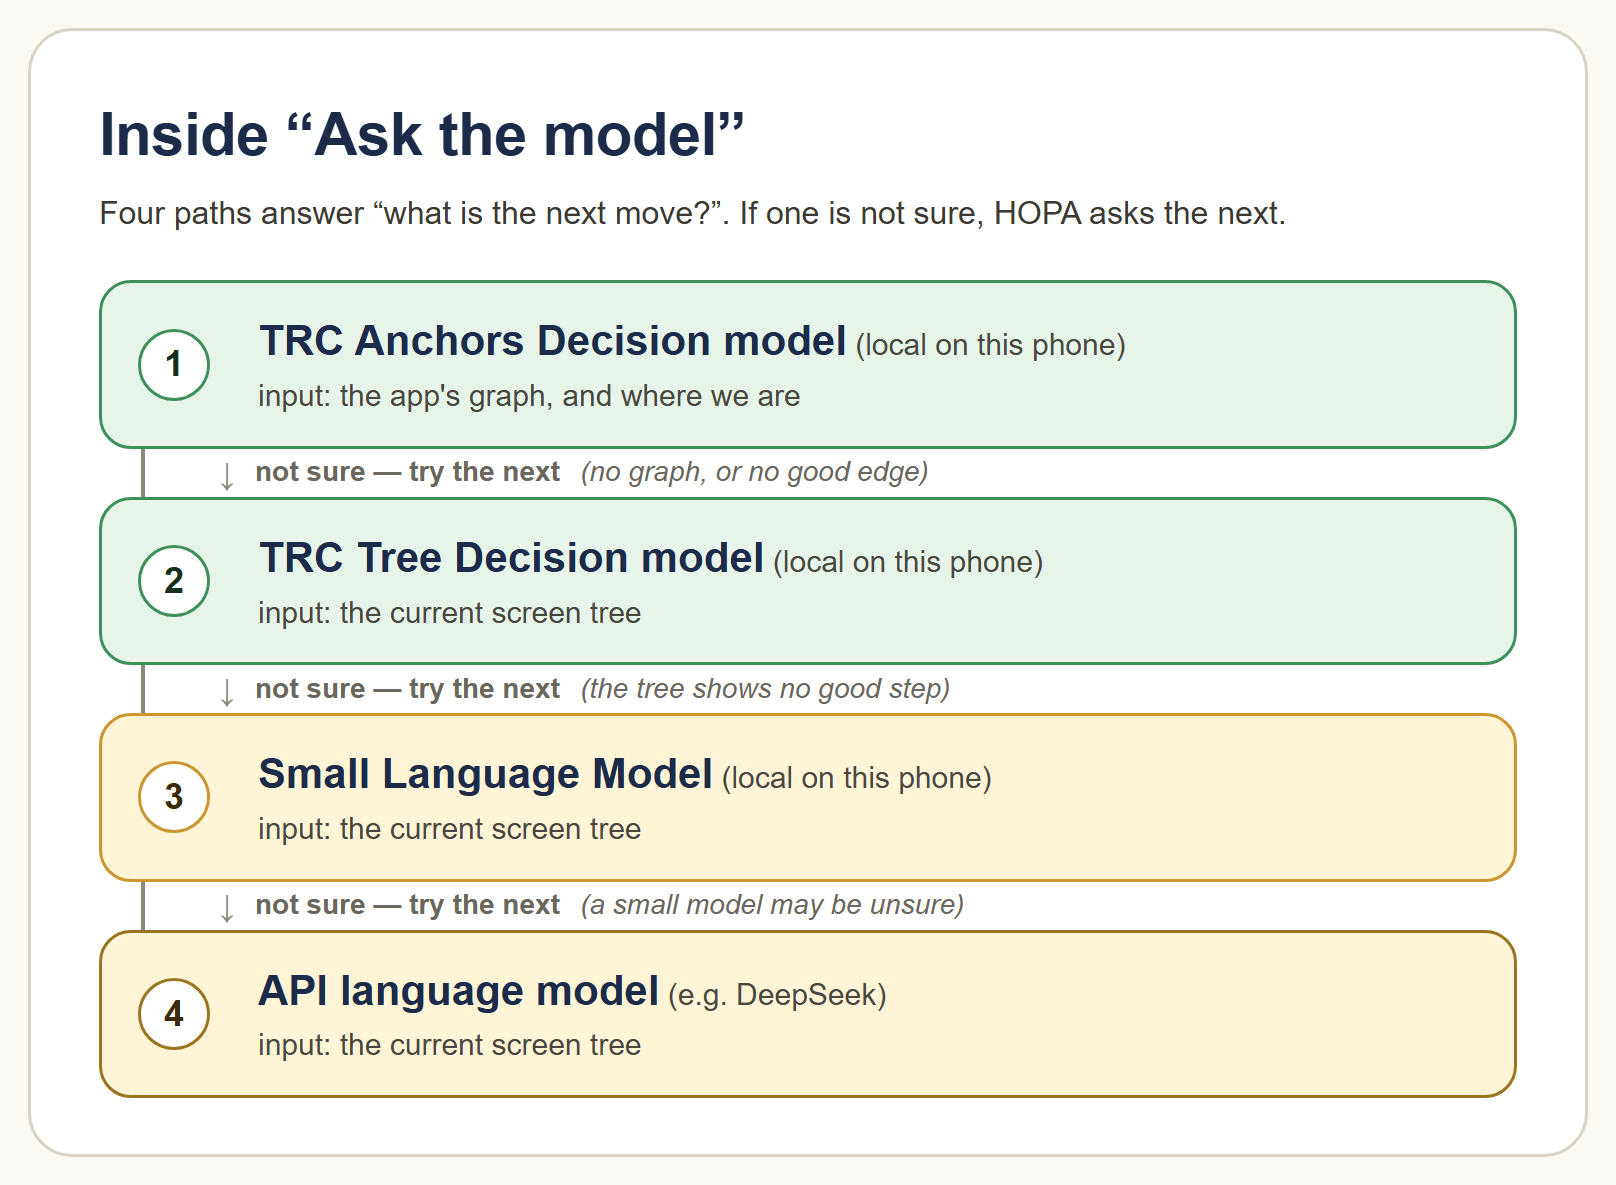 Inside “Ask the model”
Four paths answer “what is the next move?”. If one is not sure, HOPA asks the next.
1
TRC Anchors Decision model (local on this phone)
input: the app's graph, and where we are
↓ not sure — try the next (no graph, or no good edge)
2
TRC Tree Decision model (local on this phone)
input: the current screen tree
↓ not sure — try the next (the tree shows no good step)
3
Small Language Model (local on this phone)
input: the current screen tree
↓ not sure — try the next (a small model may be unsure)
4
API language model (e.g. DeepSeek)
input: the current screen tree